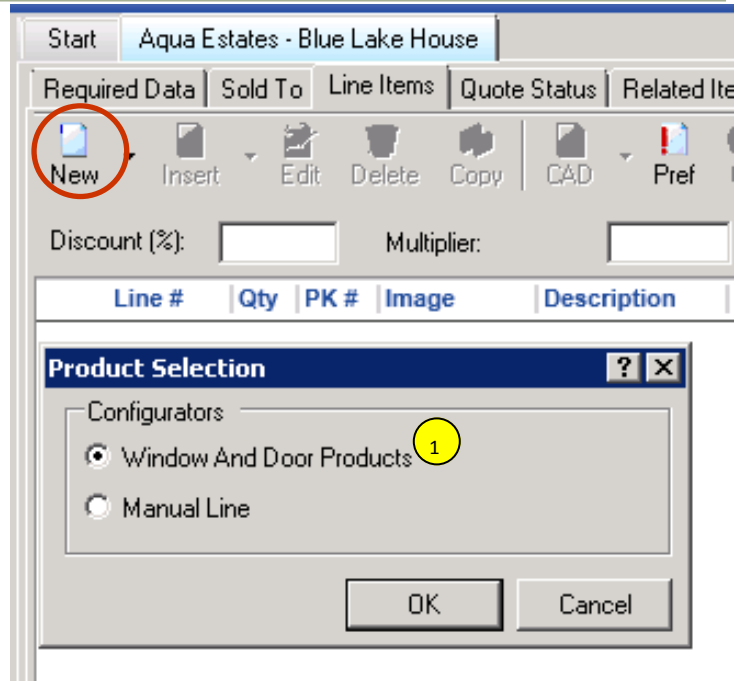 Start Aqua Estates - Blue Lake House
Required Data Sold To Line Items Quote Status Related Ite
New Insert Edit Delete Copy CAD Pref
Discount (%): Multiplier:
Line # Qty PK # Image Description
Product Selection ? X
Configurators
Window And Door Products 1
Manual Line
OK Cancel